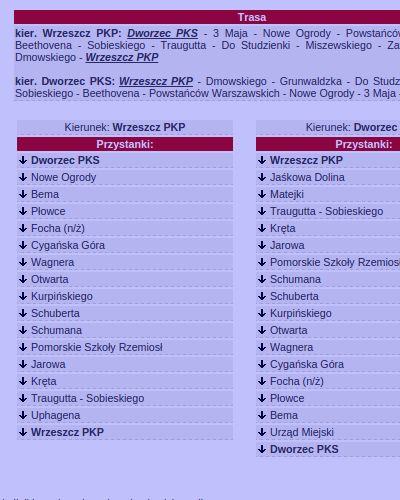 Trasa
kier. Wrzeszcz PKP: Dworzec PKS - 3 Maja - Nowe Ogrody -
Beethovena - Sobieskiego - Traugutta - Do Studzienki - Miszewskiego -
Dmowskiego - Wrzeszcz PKP
kier. Dworzec PKS: Wrzeszcz PKP - Dmowskiego - Grunwaldzka - Do
Sobieskiego - Beethovena - Powstańców Warszawskich - Nowe Ogrody - 3 Maja -
Kierunek: Wrzeszcz PKP
Przystanki:
Dworzec PKS
Nowe Ogrody
Bema
Płowce
Focha (n/ż)
Cygańska Góra
Wagnera
Otwarta
Kurpińskiego
Schuberta
Schumana
Pomorskie Szkoły Rzemiosł
Jarowa
Kręta
Traugutta - Sobieskiego
Uphagena
Wrzeszcz PKP
Kierunek: Dworzec
Przystanki:
Wrzeszcz PKP
Jaśkowa Dolina
Matejki
Traugutta - Sobieskiego
Kręta
Jarowa
Pomorskie Szkoły
Schumana
Schuberta
Kurpińskiego
Otwarta
Wagnera
Cygańska Góra
Focha (n/ż)
Płowce
Bema
Urząd Miejski
Dworzec PKS